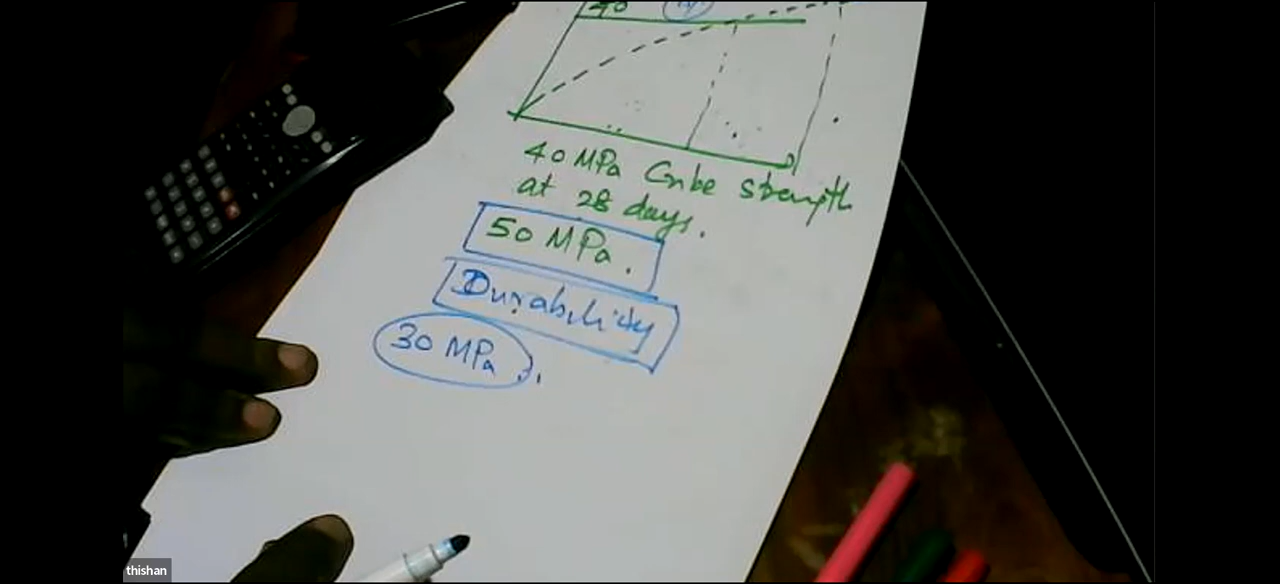 40
40 MPa Cube strength
at 28 days.
50 MPa.
Durability
30 MPa
thishan